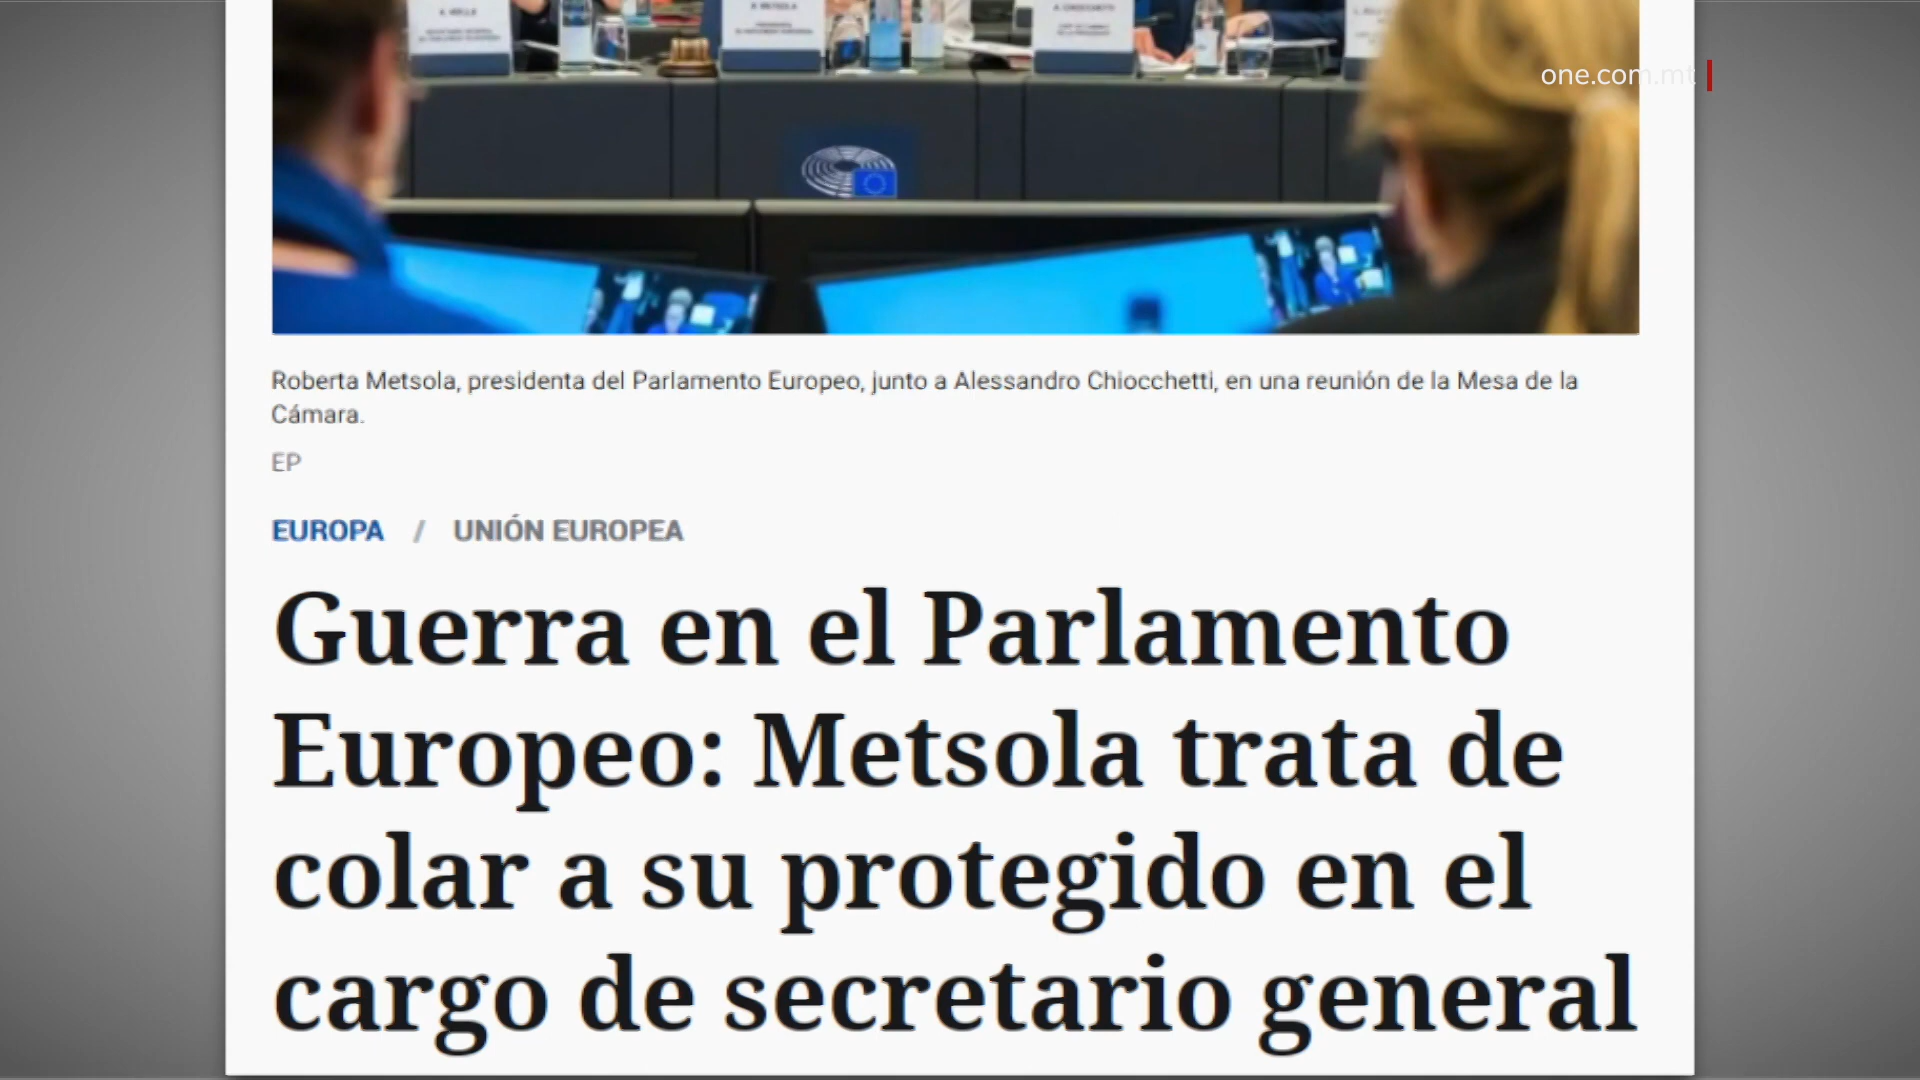 one.com.mt
Roberta Metsola, presidenta del Parlamento Europeo, junto a Alessandro Chiocchetti, en una reunión de la Mesa de la
Cámara.
EP
EUROPA / UNIÓN EUROPEA
Guerra en el Parlamento
Europeo: Metsola trata de
colar a su protegido en el
cargo de secretario general